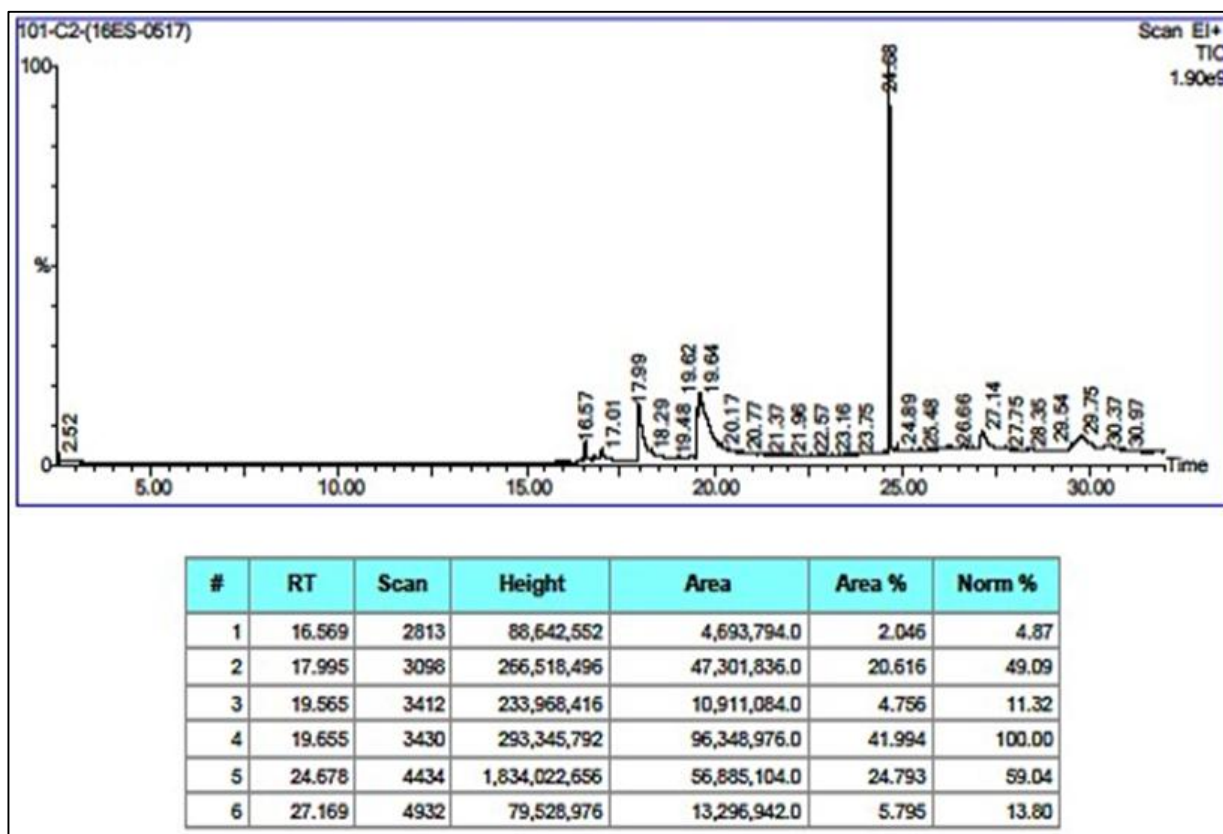 101-C2-(16ES-0517)
Scan EI+
TIC
1.90e9
100
%
0
24.68
2.52
16.57
17.01
17.99
18.29
19.48
19.62
19.64
20.17
20.77
21.37
21.96
22.57
23.16
23.75
24.89
25.48
26.66
27.14
27.75
28.35
29.54
29.75
30.37
30.97
Time
5.00 10.00 15.00 20.00 25.00 30.00
# RT Scan Height Area Area % Norm %
1 16.569 2813 88,642,552 4,693,794.0 2.046 4.87
2 17.995 3098 266,518,496 47,301,836.0 20.616 49.09
3 19.565 3412 233,968,416 10,911,084.0 4.756 11.32
4 19.655 3430 293,345,792 96,348,976.0 41.994 100.00
5 24.678 4434 1,834,022,656 56,885,104.0 24.793 59.04
6 27.169 4932 79,528,976 13,296,942.0 5.795 13.80